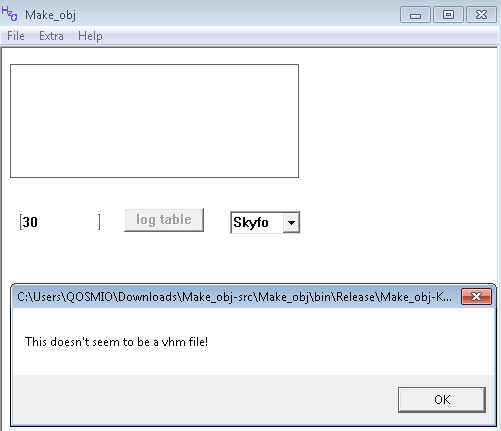 H2O Make_obj
File Extra Help
[30 ] log table Skyfo
C:\Users\QOSMIO\Downloads\Make_obj-src\Make_obj\bin\Release\Make_obj-K...
This doesn't seem to be a vhm file!
OK